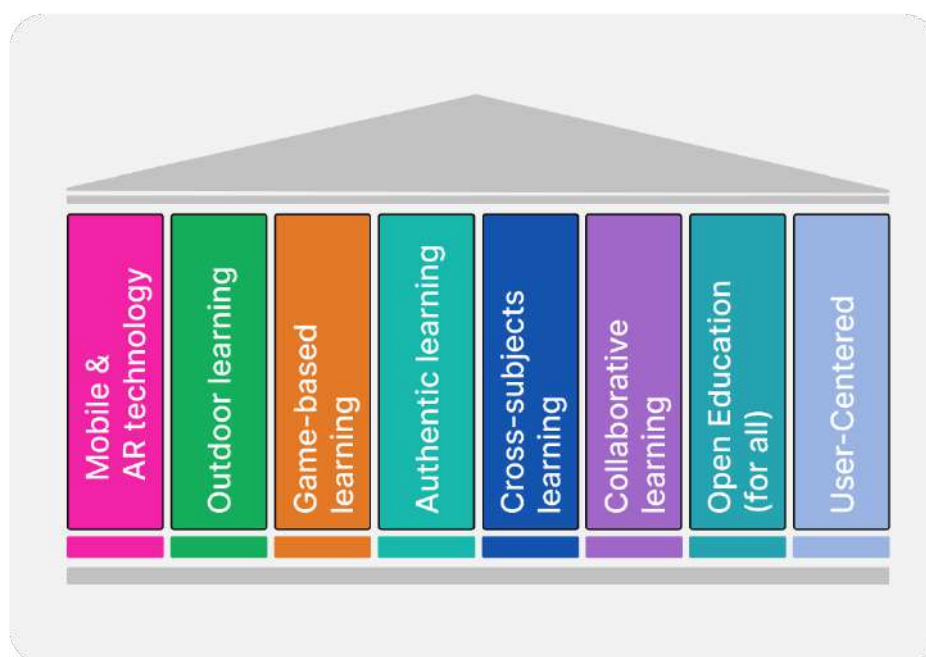 Mobile &
AR technology
Outdoor learning
Game-based
learning
Authentic learning
Cross-subjects
learning
Collaborative
learning
Open Education
(for all)
User-Centered